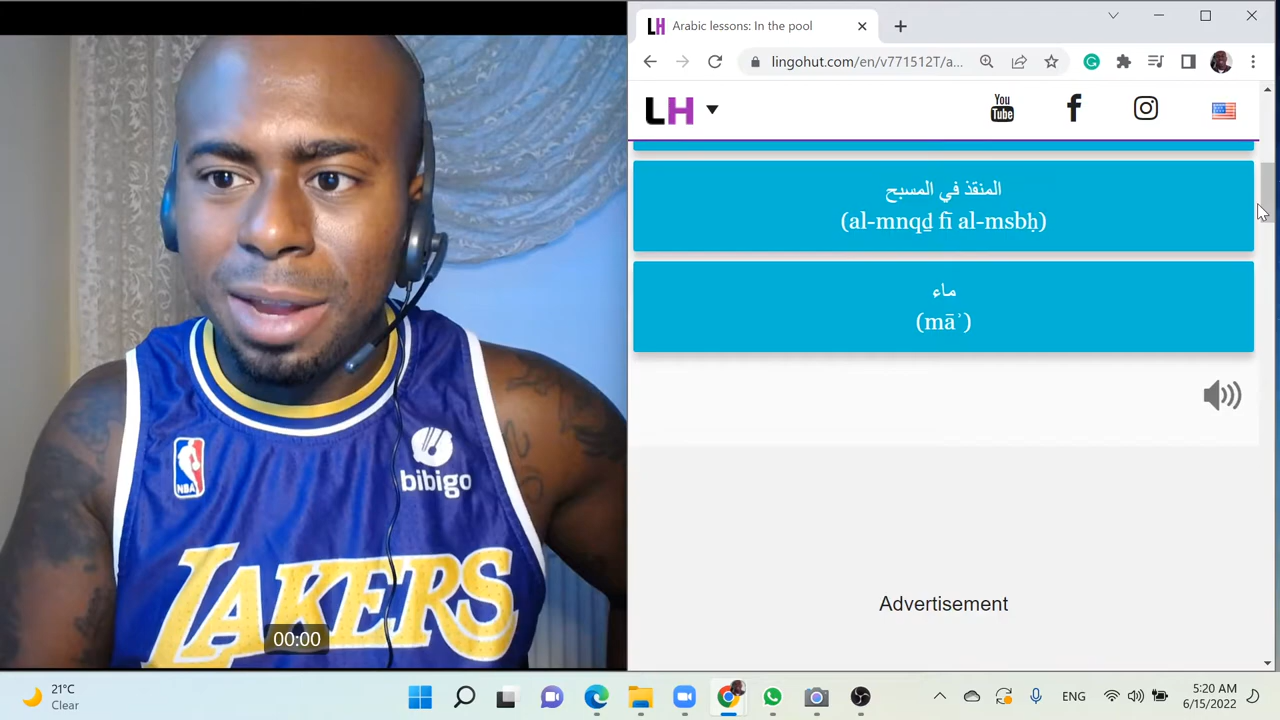 Arabic lessons: In the pool
lingohut.com/en/v771512T/a...
LH
You
Tube
المنقذ في المسبح
(al-mnqḏ fī al-msbḥ)
ماء
(māʾ)
Advertisement
NBA
bibigo
LAKERS
00:00
21°C
Clear
ENG
5:20 AM
6/15/2022